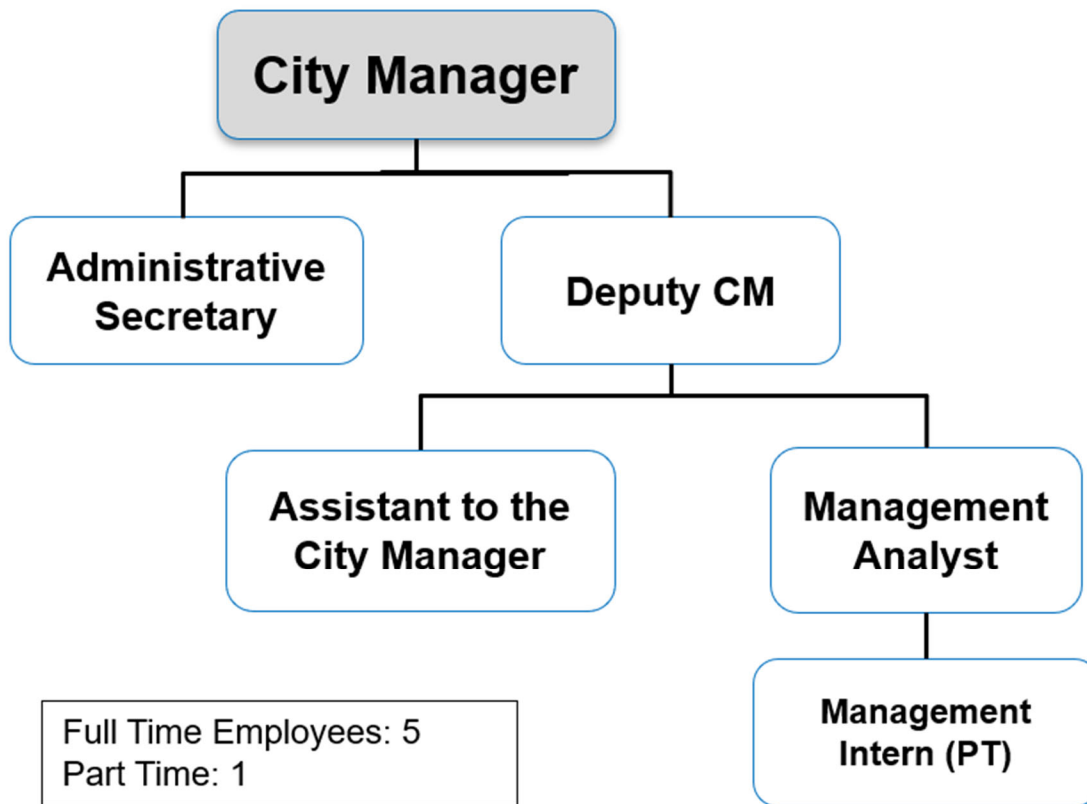 City Manager
Administrative
Secretary
Deputy CM
Assistant to the
City Manager
Management
Analyst
Management
Intern (PT)
Full Time Employees: 5
Part Time: 1